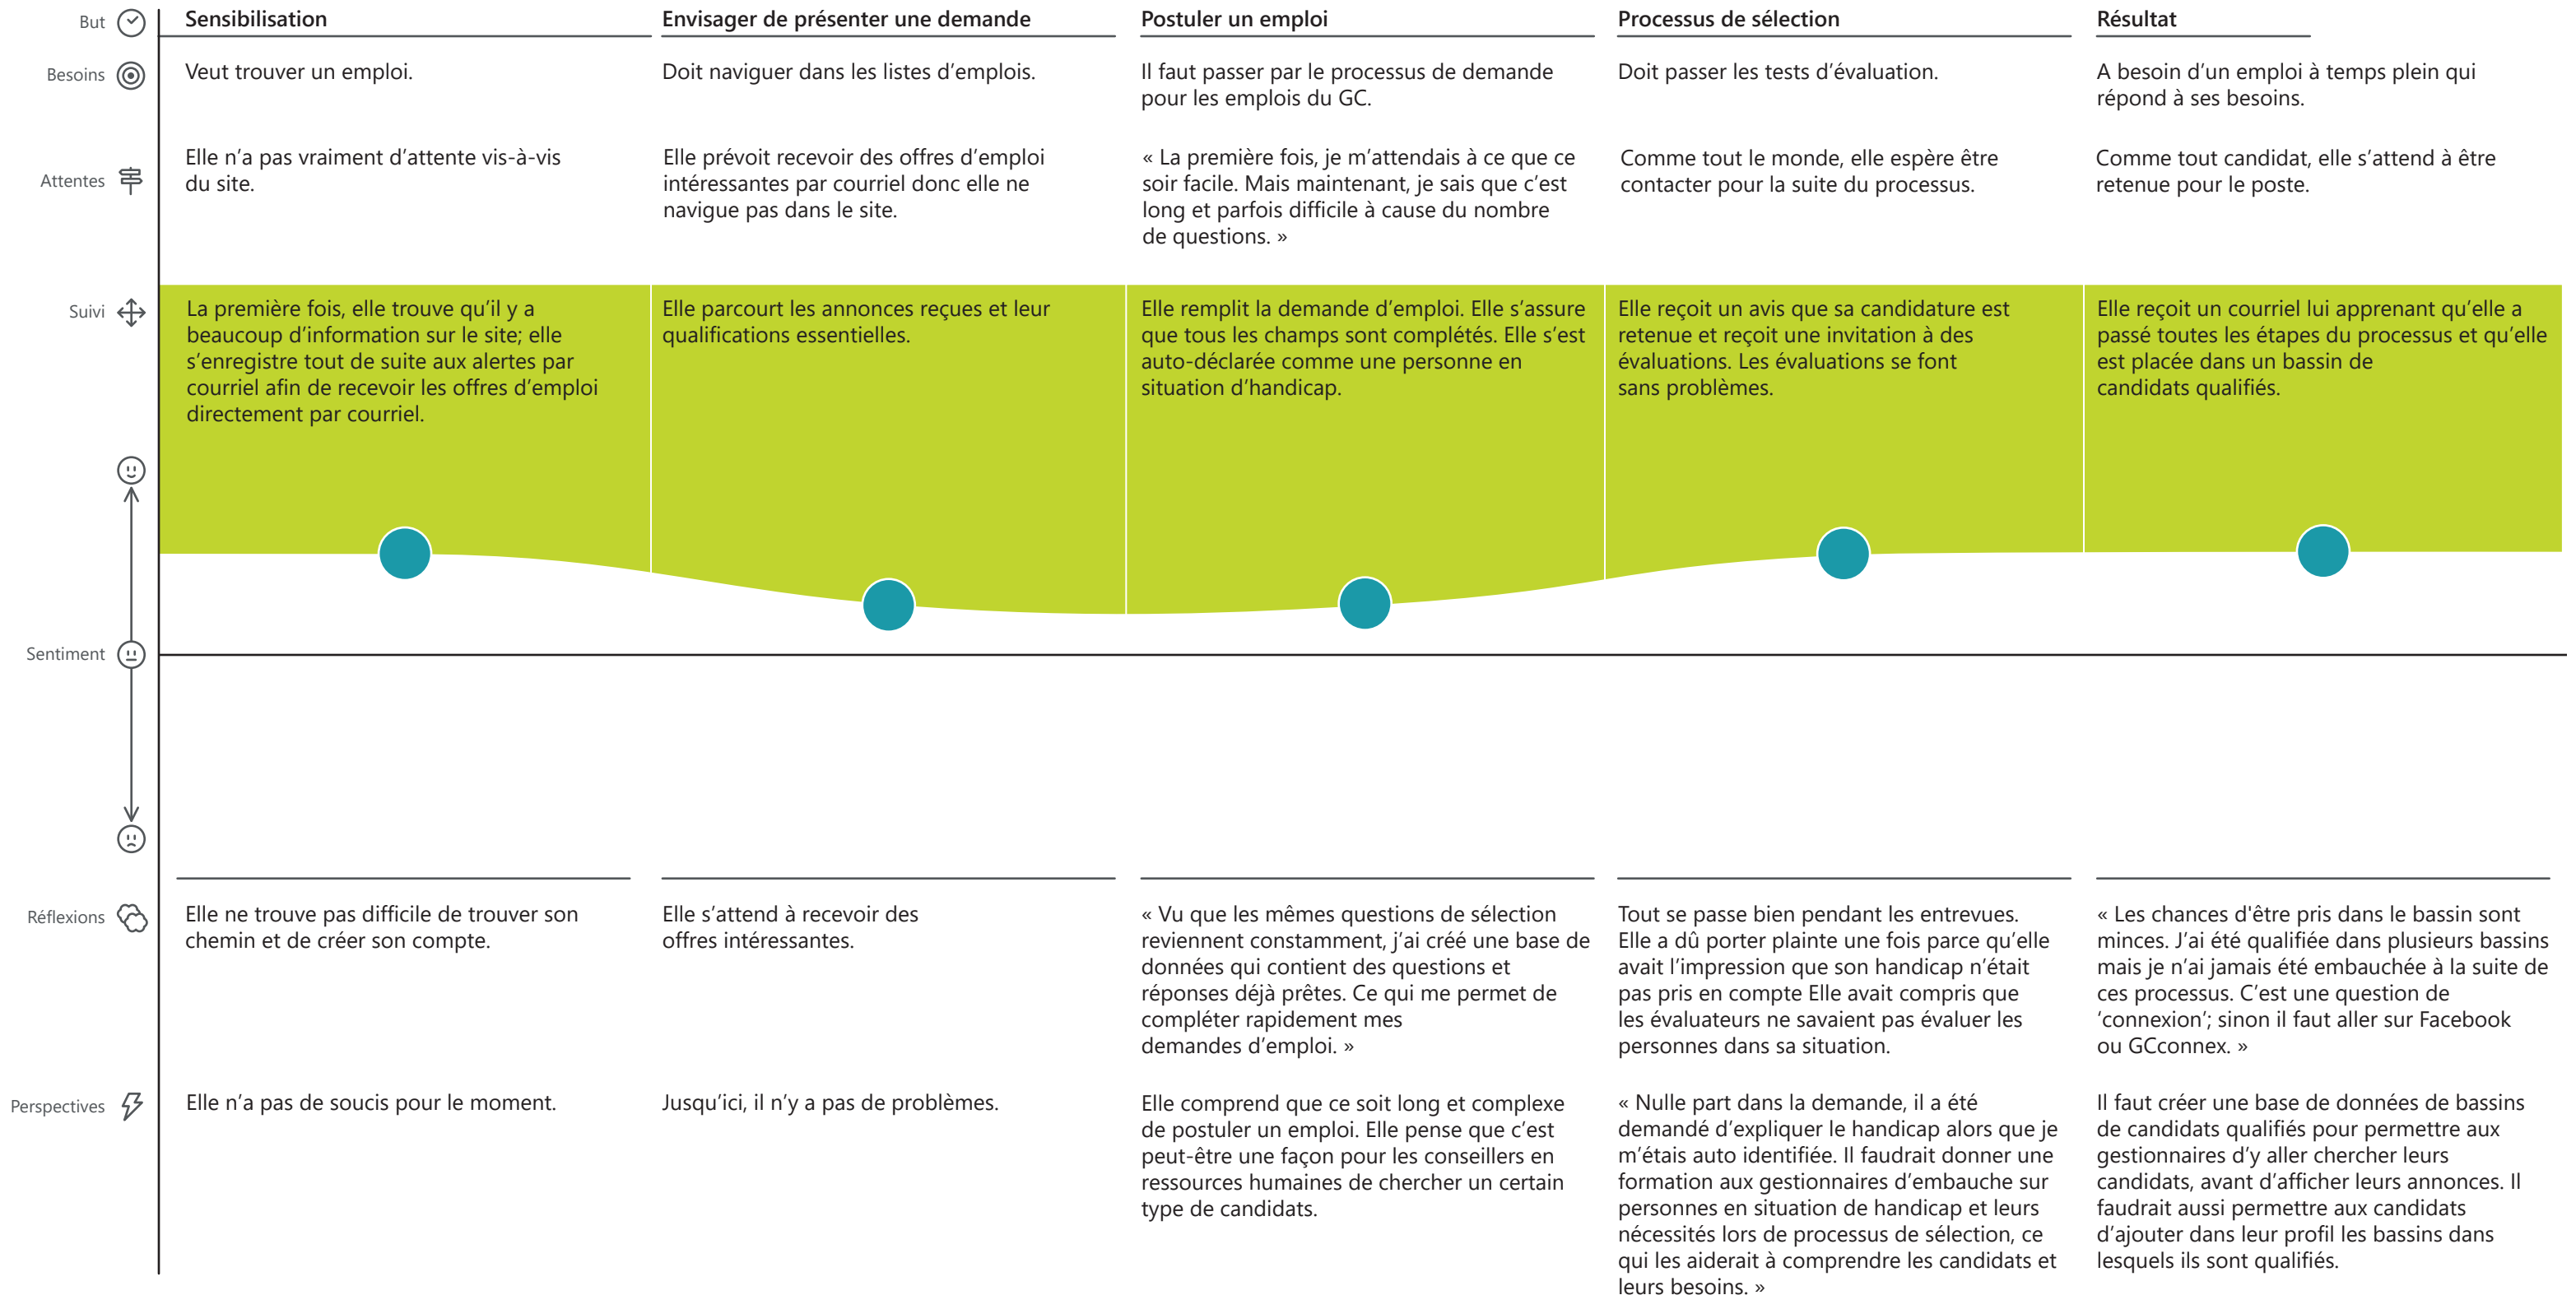 But
Sensibilisation
Envisager de présenter une demande
Postuler un emploi
Processus de sélection
Résultat
Besoins
Veut trouver un emploi.
Doit naviguer dans les listes d’emplois.
Il faut passer par le processus de demande
pour les emplois du GC.
Doit passer les tests d’évaluation.
A besoin d’un emploi à temps plein qui
répond à ses besoins.
Attentes
Elle n’a pas vraiment d’attente vis-à-vis
du site.
Elle prévoit recevoir des offres d’emploi
intéressantes par courriel donc elle ne
navigue pas dans le site.
« La première fois, je m’attendais à ce que ce
soir facile. Mais maintenant, je sais que c’est
long et parfois difficile à cause du nombre
de questions. »
Comme tout le monde, elle espère être
contacter pour la suite du processus.
Comme tout candidat, elle s’attend à être
retenue pour le poste.
Suivi
La première fois, elle trouve qu’il y a
beaucoup d’information sur le site; elle
s’enregistre tout de suite aux alertes par
courriel afin de recevoir les offres d’emploi
directement par courriel.
Elle parcourt les annonces reçues et leur
qualifications essentielles.
Elle remplit la demande d’emploi. Elle s’assure
que tous les champs sont complétés. Elle s’est
auto-déclarée comme une personne en
situation d’handicap.
Elle reçoit un avis que sa candidature est
retenue et reçoit une invitation à des
évaluations. Les évaluations se font
sans problèmes.
Elle reçoit un courriel lui apprenant qu’elle a
passé toutes les étapes du processus et qu’elle
est placée dans un bassin de
candidats qualifiés.
Sentiment
Réflexions
Elle ne trouve pas difficile de trouver son
chemin et de créer son compte.
Elle s’attend à recevoir des
offres intéressantes.
« Vu que les mêmes questions de sélection
reviennent constamment, j’ai créé une base de
données qui contient des questions et
réponses déjà prêtes. Ce qui me permet de
compléter rapidement mes
demandes d’emploi. »
Tout se passe bien pendant les entrevues.
Elle a dû porter plainte une fois parce qu’elle
avait l’impression que son handicap n’était
pas pris en compte Elle avait compris que
les évaluateurs ne savaient pas évaluer les
personnes dans sa situation.
« Les chances d'être pris dans le bassin sont
minces. J’ai été qualifiée dans plusieurs bassins
mais je n’ai jamais été embauchée à la suite de
ces processus. C’est une question de
‘connexion’; sinon il faut aller sur Facebook
ou GCconnex. »
Perspectives
Elle n’a pas de soucis pour le moment.
Jusqu’ici, il n’y a pas de problèmes.
Elle comprend que ce soit long et complexe
de postuler un emploi. Elle pense que c’est
peut-être une façon pour les conseillers en
ressources humaines de chercher un certain
type de candidats.
« Nulle part dans la demande, il a été
demandé d’expliquer le handicap alors que je
m’étais auto identifiée. Il faudrait donner une
formation aux gestionnaires d’embauche sur
personnes en situation de handicap et leurs
nécessités lors de processus de sélection, ce
qui les aiderait à comprendre les candidats et
leurs besoins. »
Il faut créer une base de données de bassins
de candidats qualifiés pour permettre aux
gestionnaires d’y aller chercher leurs
candidats, avant d’afficher leurs annonces. Il
faudrait aussi permettre aux candidats
d’ajouter dans leur profil les bassins dans
lesquels ils sont qualifiés.